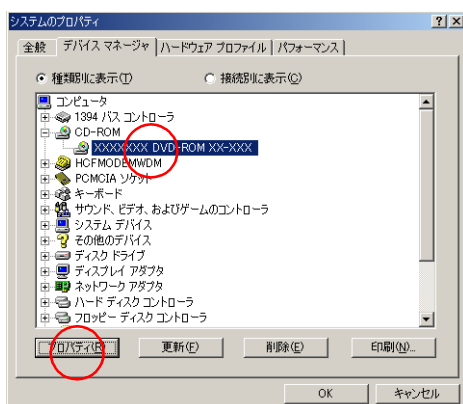 システムのプロパティ
全般 デバイス マネージャ ハードウェア プロファイル パフォーマンス
種類別に表示(T) 接続別に表示(C)
コンピュータ
1394 バス コントローラ
CD-ROM
XXXXXXX DVD-ROM XX-XXX
HCFMODEMWDM
PCMCIA ソケット
キーボード
サウンド、ビデオ、およびゲームのコントローラ
システム デバイス
その他のデバイス
ディスク ドライブ
ディスプレイ アダプタ
ネットワーク アダプタ
ハード ディスク コントローラ
フロッピー ディスク コントローラ
プロパティ(R) 更新(F) 削除(E) 印刷(N)...
OK キャンセル